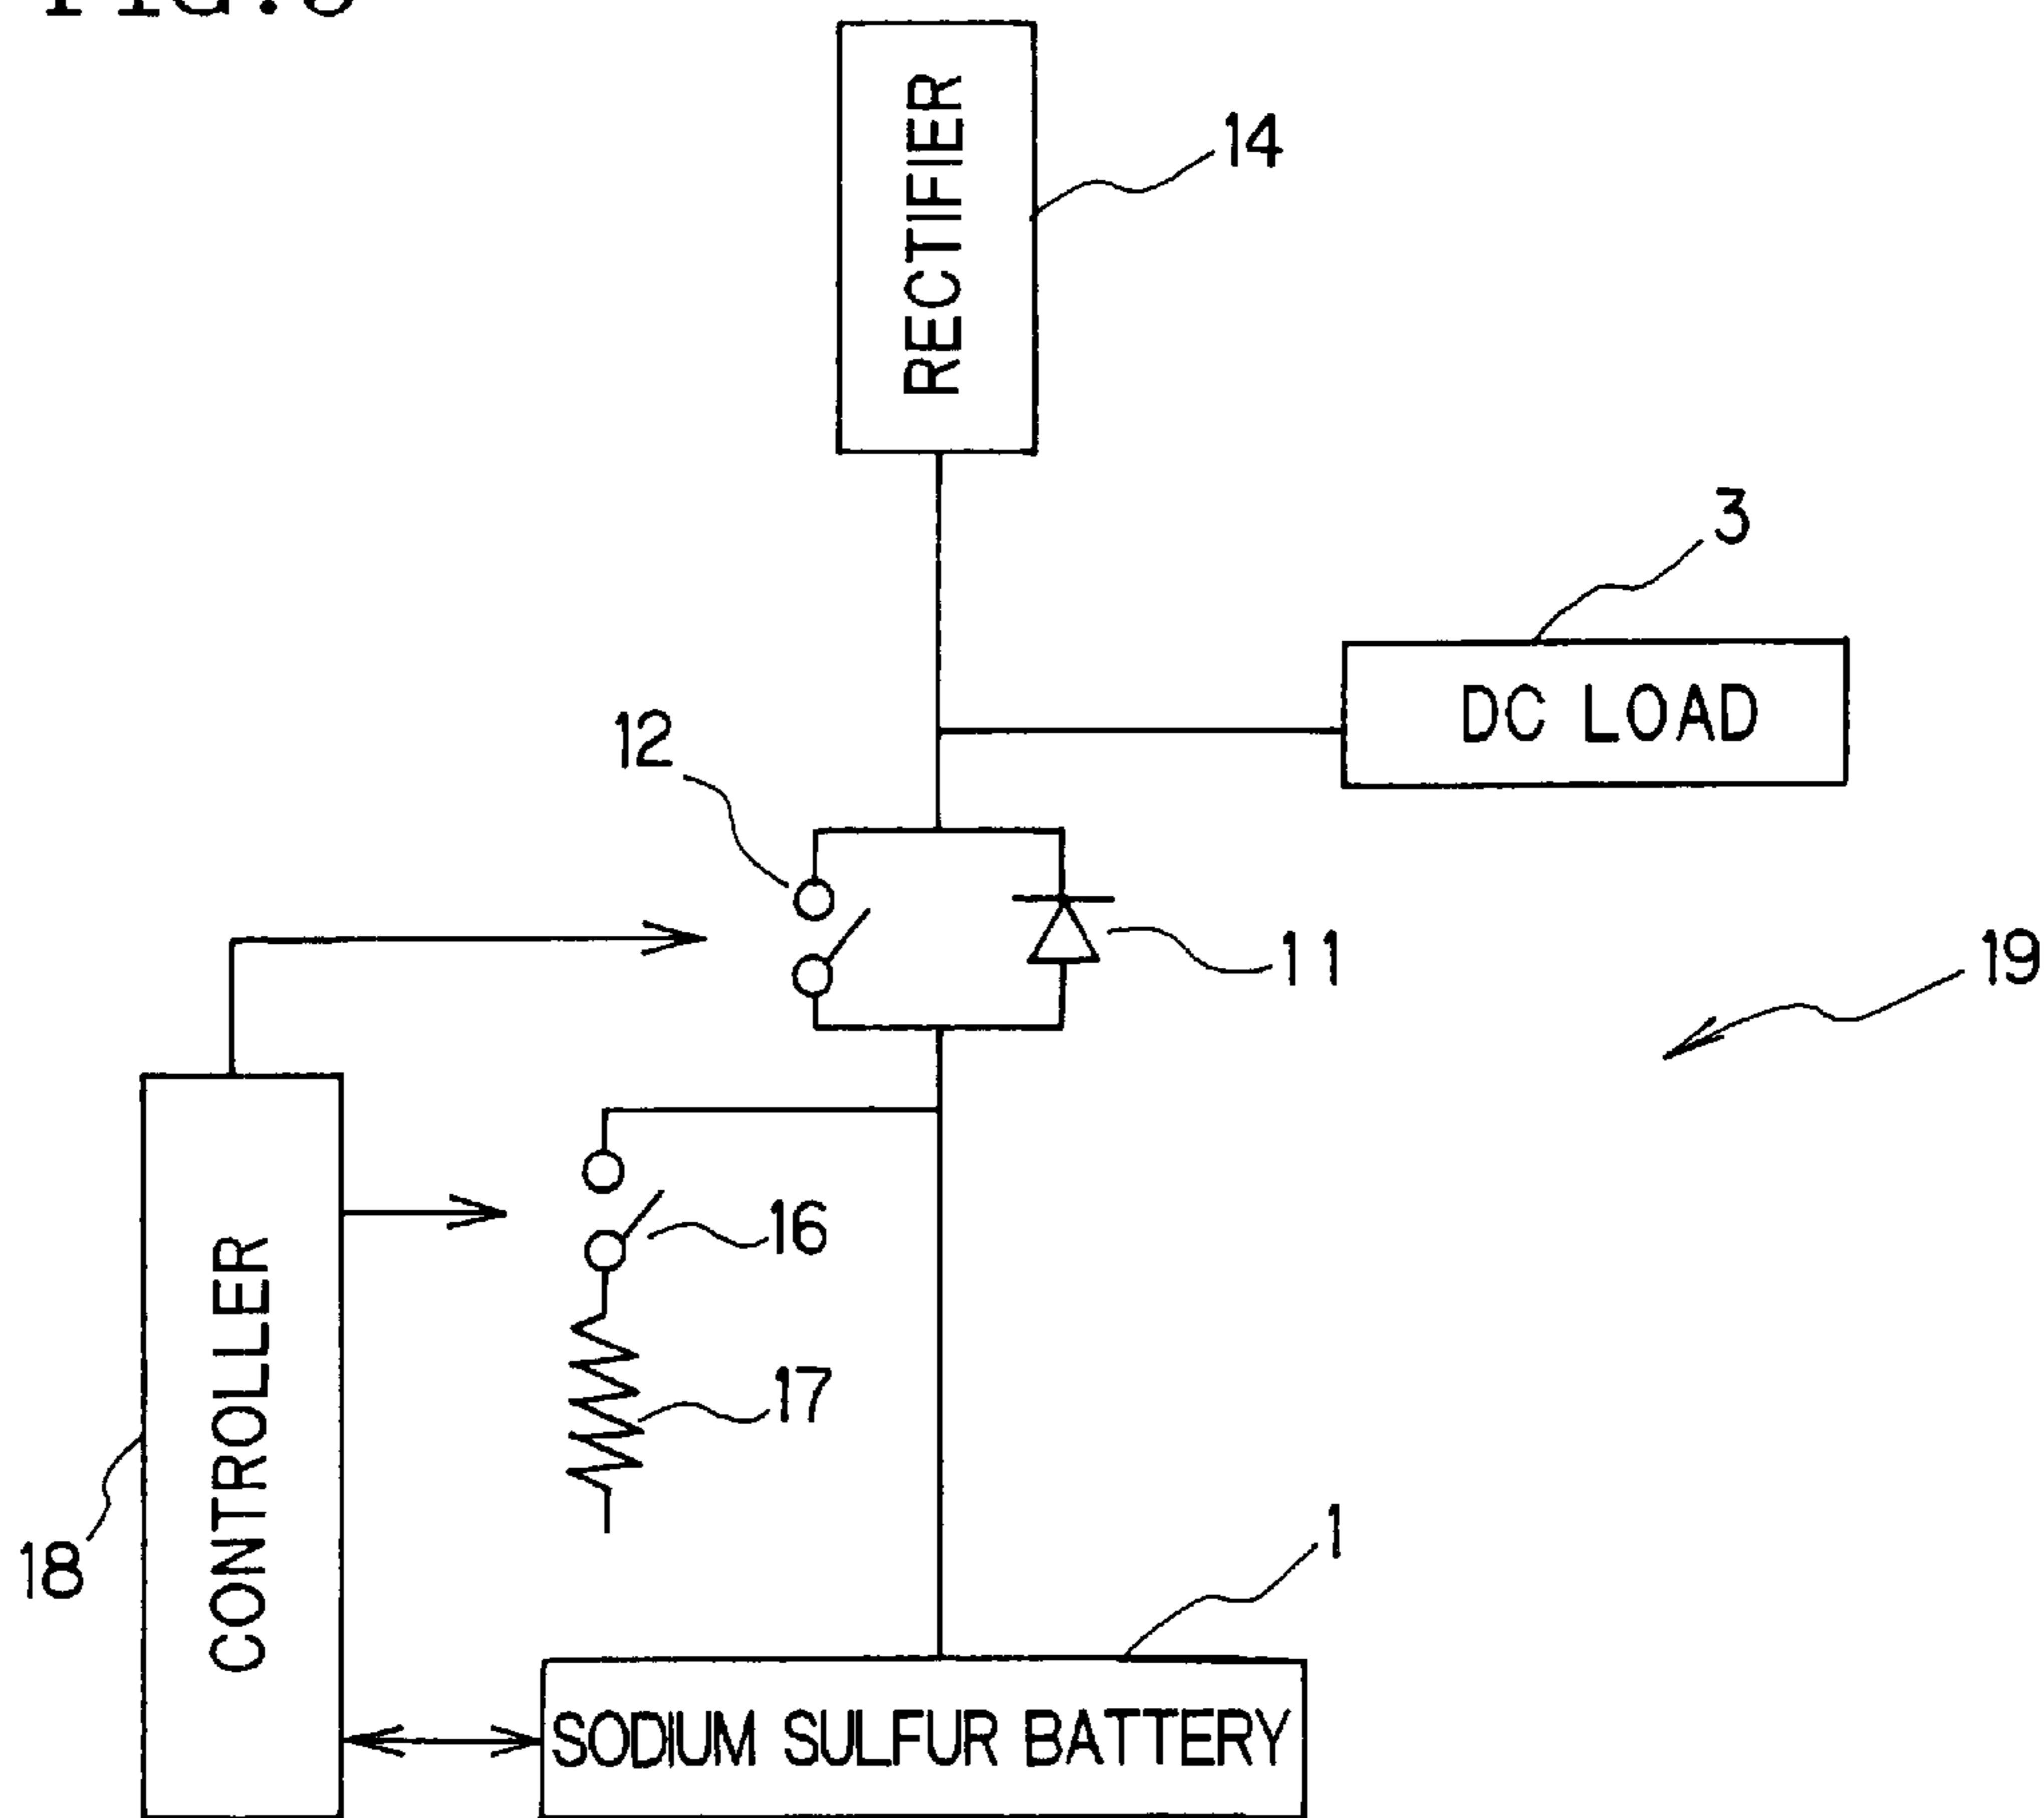 RECTIFIER
14
3
DC LOAD
12
11
19
16
17
CONTROLLER
18
1
SODIUM SULFUR BATTERY